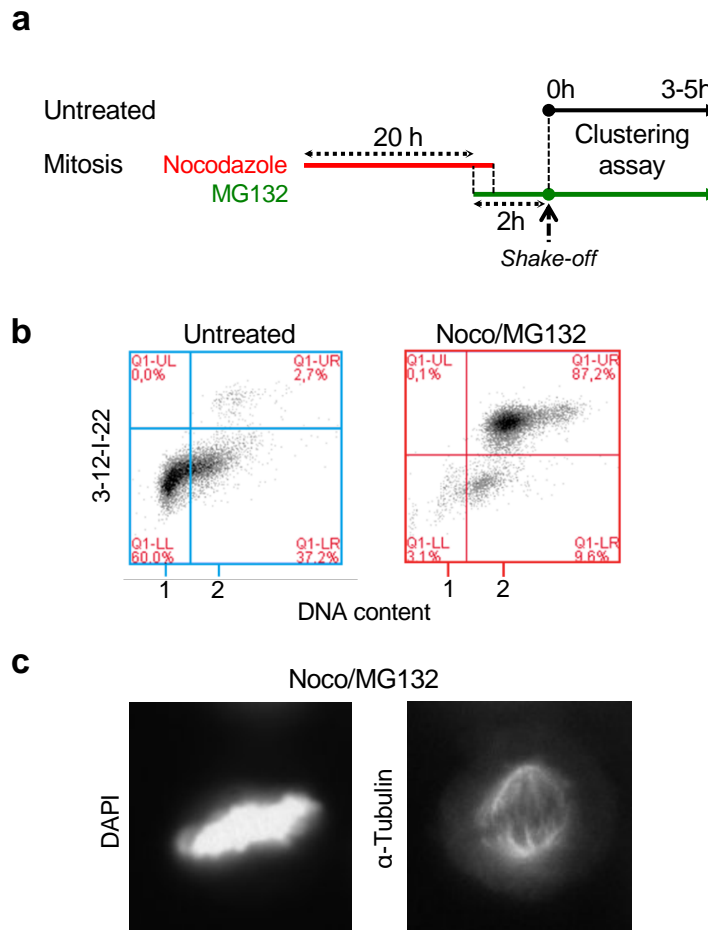 a
0h 3-5h
Untreated
Clustering
assay
20 h
Mitosis Nocodazole
MG132
2h
Shake-off
b
Untreated Noco/MG132
3-12-I-22
Q1-UL Q1-UR
0,0% 2,7%
Q1-LL Q1-LR
60.0% 37.2%
1 2
Q1-UL Q1-UR
0,1% 87,2%
Q1-LL Q1-LR
3.1% 9.6%
1 2
DNA content
c
Noco/MG132
DAPI
α-Tubulin